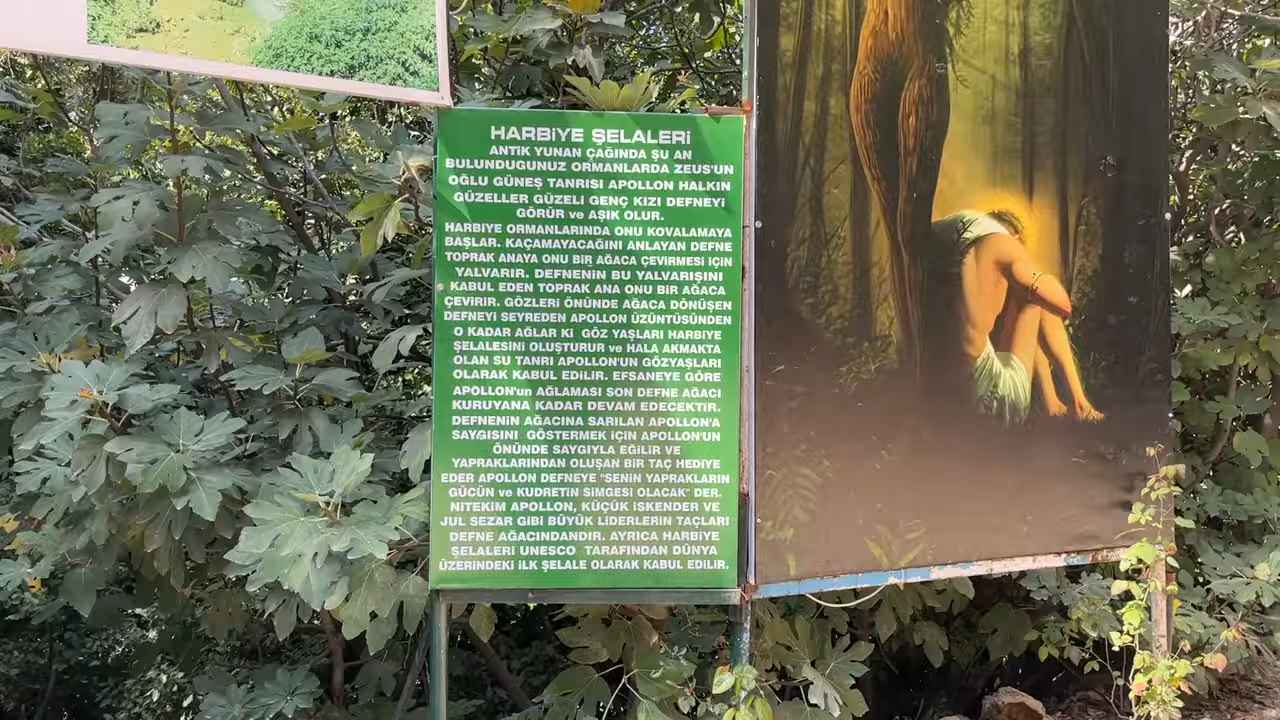 HARBiYE ŞELALERi
ANTiK YUNAN ÇAĞINDA ŞU AN
BULUNDUGUNUZ ORMANLARDA ZEUS'UN
OĞLU GÜNEŞ TANRISI APOLLON HALKIN
GÜZELLER GÜZELİ GENÇ KIZI DEFNEYi
GÖRÜR ve AŞIK OLUR.
HARBİYE ORMANLARINDA ONU KOVALAMAYA
BAŞLAR. KAÇAMAYACAĞINI ANLAYAN DEFNE
TOPRAK ANAYA ONU BİR AĞACA ÇEVİRMESİ İÇİN
YALVARIR. DEFNENİN BU YALVARIŞINI
KABUL EDEN TOPRAK ANA ONU BİR AĞACA
ÇEVİRİR. GÖZLERİ ÖNÜNDE AĞACA DÖNÜŞEN
DEFNEYİ SEYREDEN APOLLON ÜZÜNTÜSÜNDEN
O KADAR AĞLAR Ki GÖZ YAŞLARI HARBİYE
ŞELALESİNİ OLUŞTURUR ve HALA AKMAKTA
OLAN SU TANRI APOLLON'UN GÖZYAŞLARI
OLARAK KABUL EDİLİR. EFSANEYE GÖRE
APOLLON'un AĞLAMASI SON DEFNE AĞACI
KURUYANA KADAR DEVAM EDECEKTİR.
DEFNENİN AĞACINA SARILAN APOLLON'A
SAYGISINI GÖSTERMEK İÇİN APOLLON'UN
ÖNÜNDE SAYGIYLA EĞİLİR VE
YAPRAKLARINDAN OLUŞAN BİR TAÇ HEDİYE
EDER APOLLON DEFNEYE "SENİN YAPRAKLARIN
GÜCÜN ve KUDRETİN SİMGESİ OLACAK" DER.
NİTEKİM APOLLON, KÜÇÜK iSKENDER VE
JUL SEZAR GİBİ BÜYÜK LİDERLERİN TAÇLARI
DEFNE AĞACINDANDIR. AYRICA HARBİYE
ŞELALERİ UNESCO TARAFINDAN DÜNYA
ÜZERİNDEKİ İLK ŞELALE OLARAK KABUL EDİLİR.